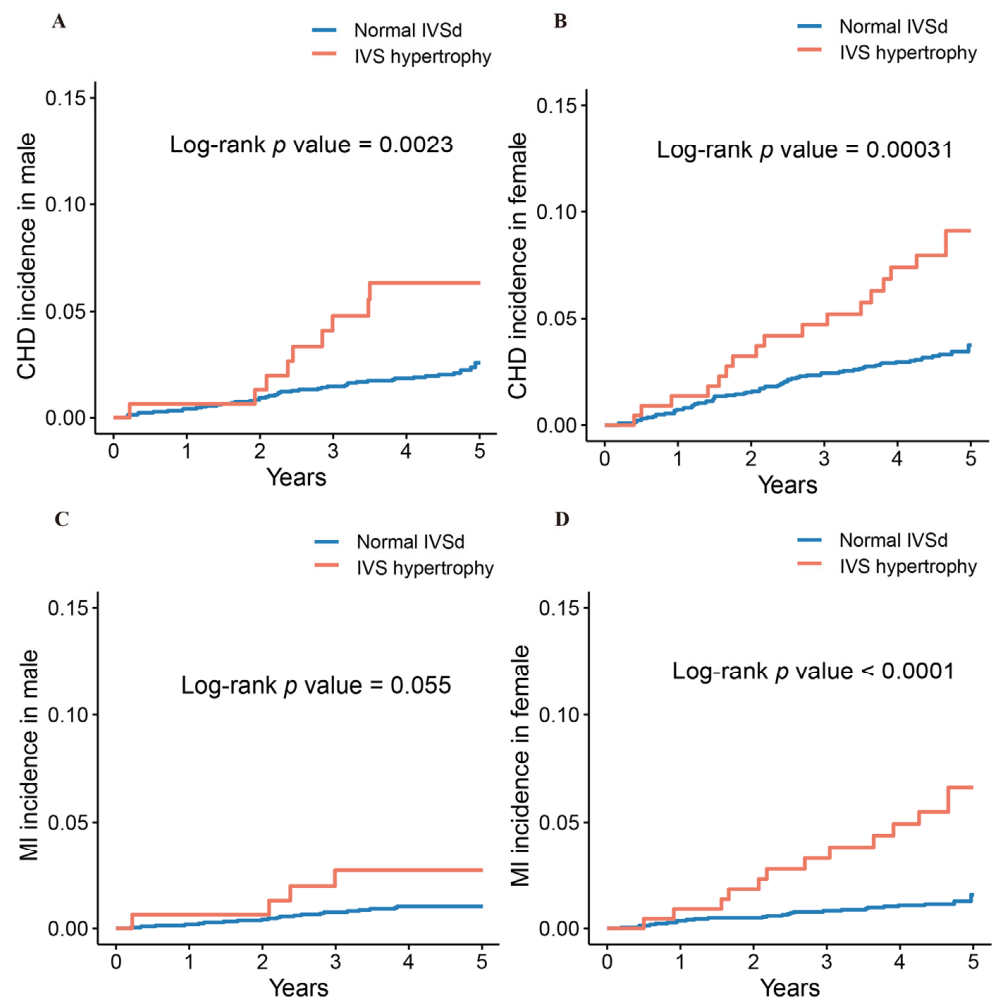 A
Normal IVSd
IVS hypertrophy
CHD incidence in male
0.15
0.10
0.05
0.00
Log-rank p value = 0.0023
0 1 2 3 4 5
Years
B
Normal IVSd
IVS hypertrophy
CHD incidence in female
0.15
0.10
0.05
0.00
Log-rank p value = 0.00031
0 1 2 3 4 5
Years
C
Normal IVSd
IVS hypertrophy
MI incidence in male
0.15
0.10
0.05
0.00
Log-rank p value = 0.055
0 1 2 3 4 5
Years
D
Normal IVSd
IVS hypertrophy
MI incidence in female
0.15
0.10
0.05
0.00
Log-rank p value < 0.0001
0 1 2 3 4 5
Years